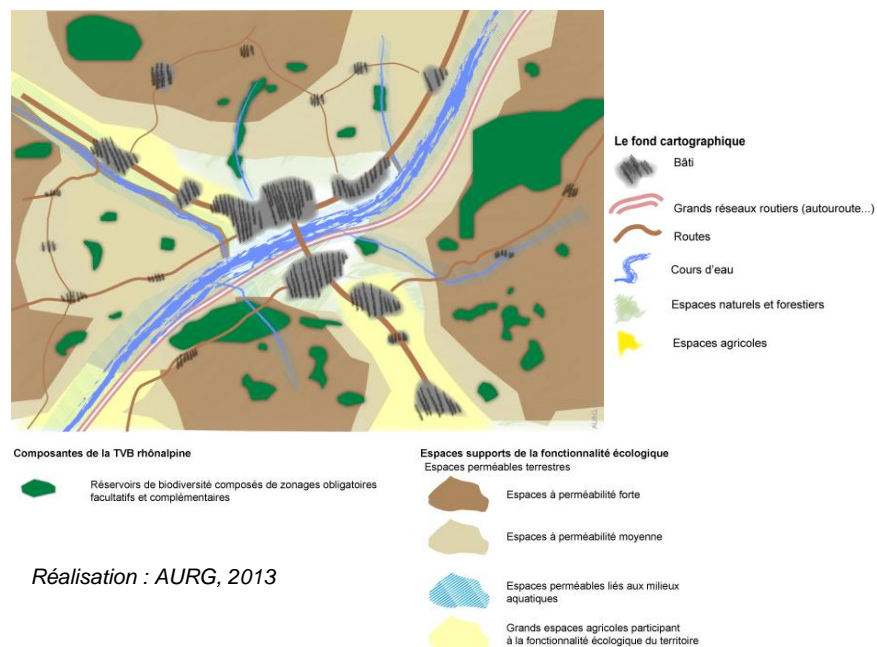 Le fond cartographique
Bâti
Grands réseaux routiers (autouroute...)
Routes
Cours d'eau
Espaces naturels et forestiers
Espaces agricoles
AURG
Composantes de la TVB rhônalpine
Réservoirs de biodiversité composés de zonages obligatoires
facultatifs et complémentaires
Réalisation : AURG, 2013
Espaces supports de la fonctionnalité écologique
Espaces perméables terrestres
Espaces à perméabilité forte
Espaces à perméabilité moyenne
Espaces perméables liés aux milieux
aquatiques
Grands espaces agricoles participant
à la fonctionnalité écologique du territoire